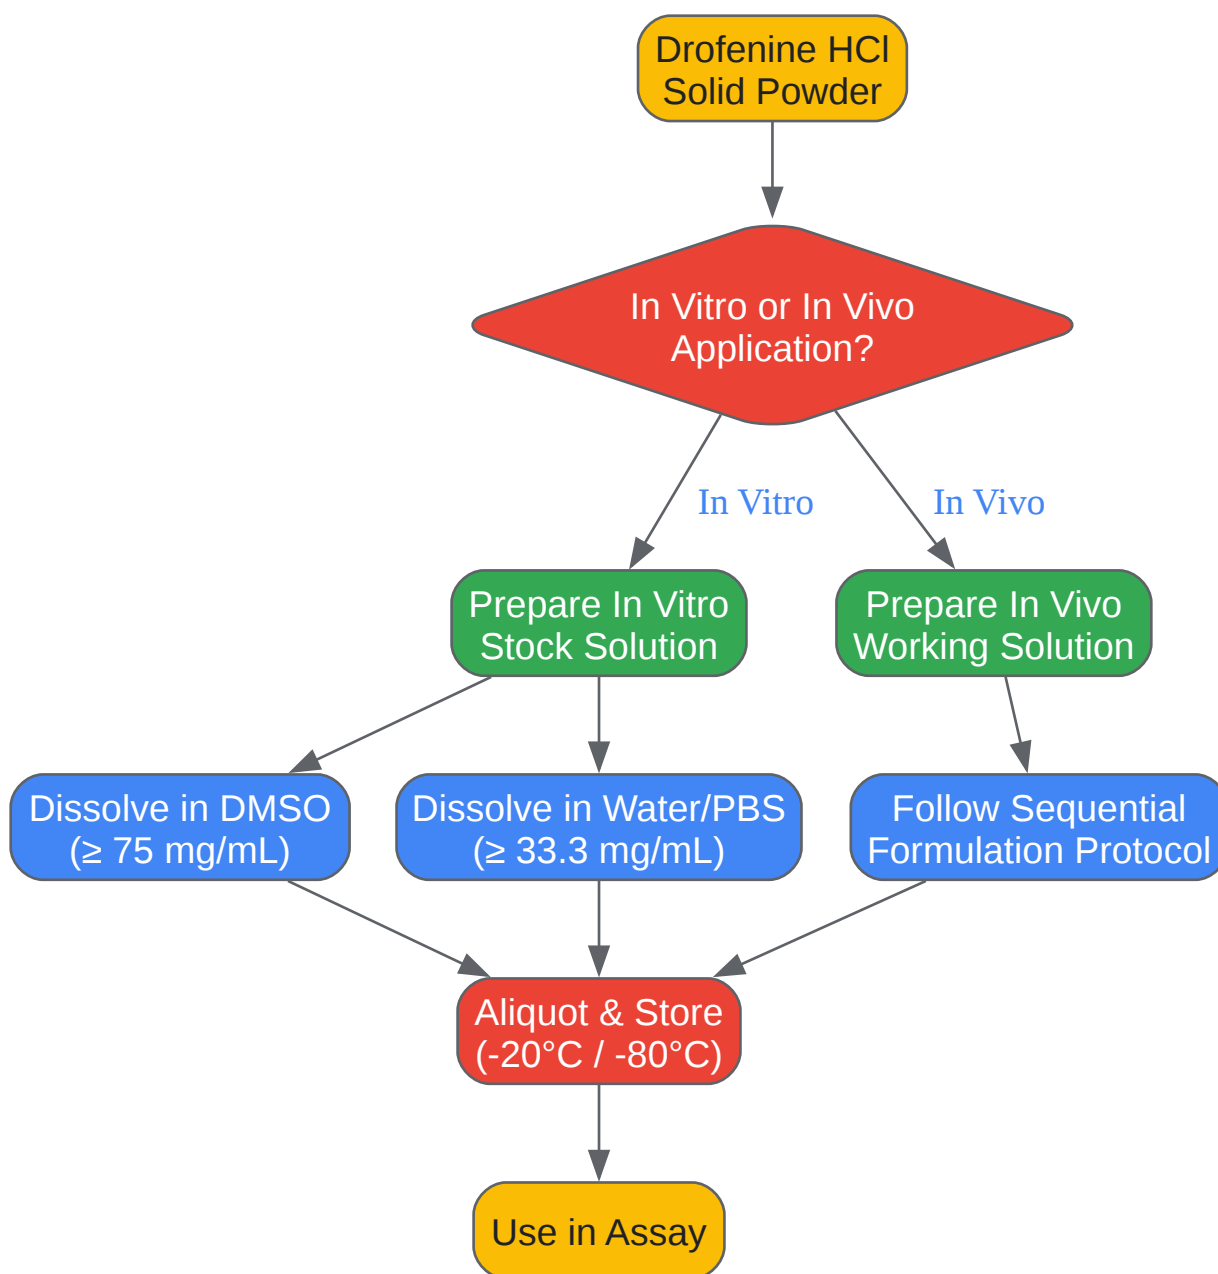 Drofenine HCl
Solid Powder
In Vitro or In Vivo
Application?
In Vitro
In Vivo
Prepare In Vitro
Stock Solution
Prepare In Vivo
Working Solution
Dissolve in DMSO
(≥ 75 mg/mL)
Dissolve in Water/PBS
(≥ 33.3 mg/mL)
Follow Sequential
Formulation Protocol
Aliquot & Store
(-20°C / -80°C)
Use in Assay